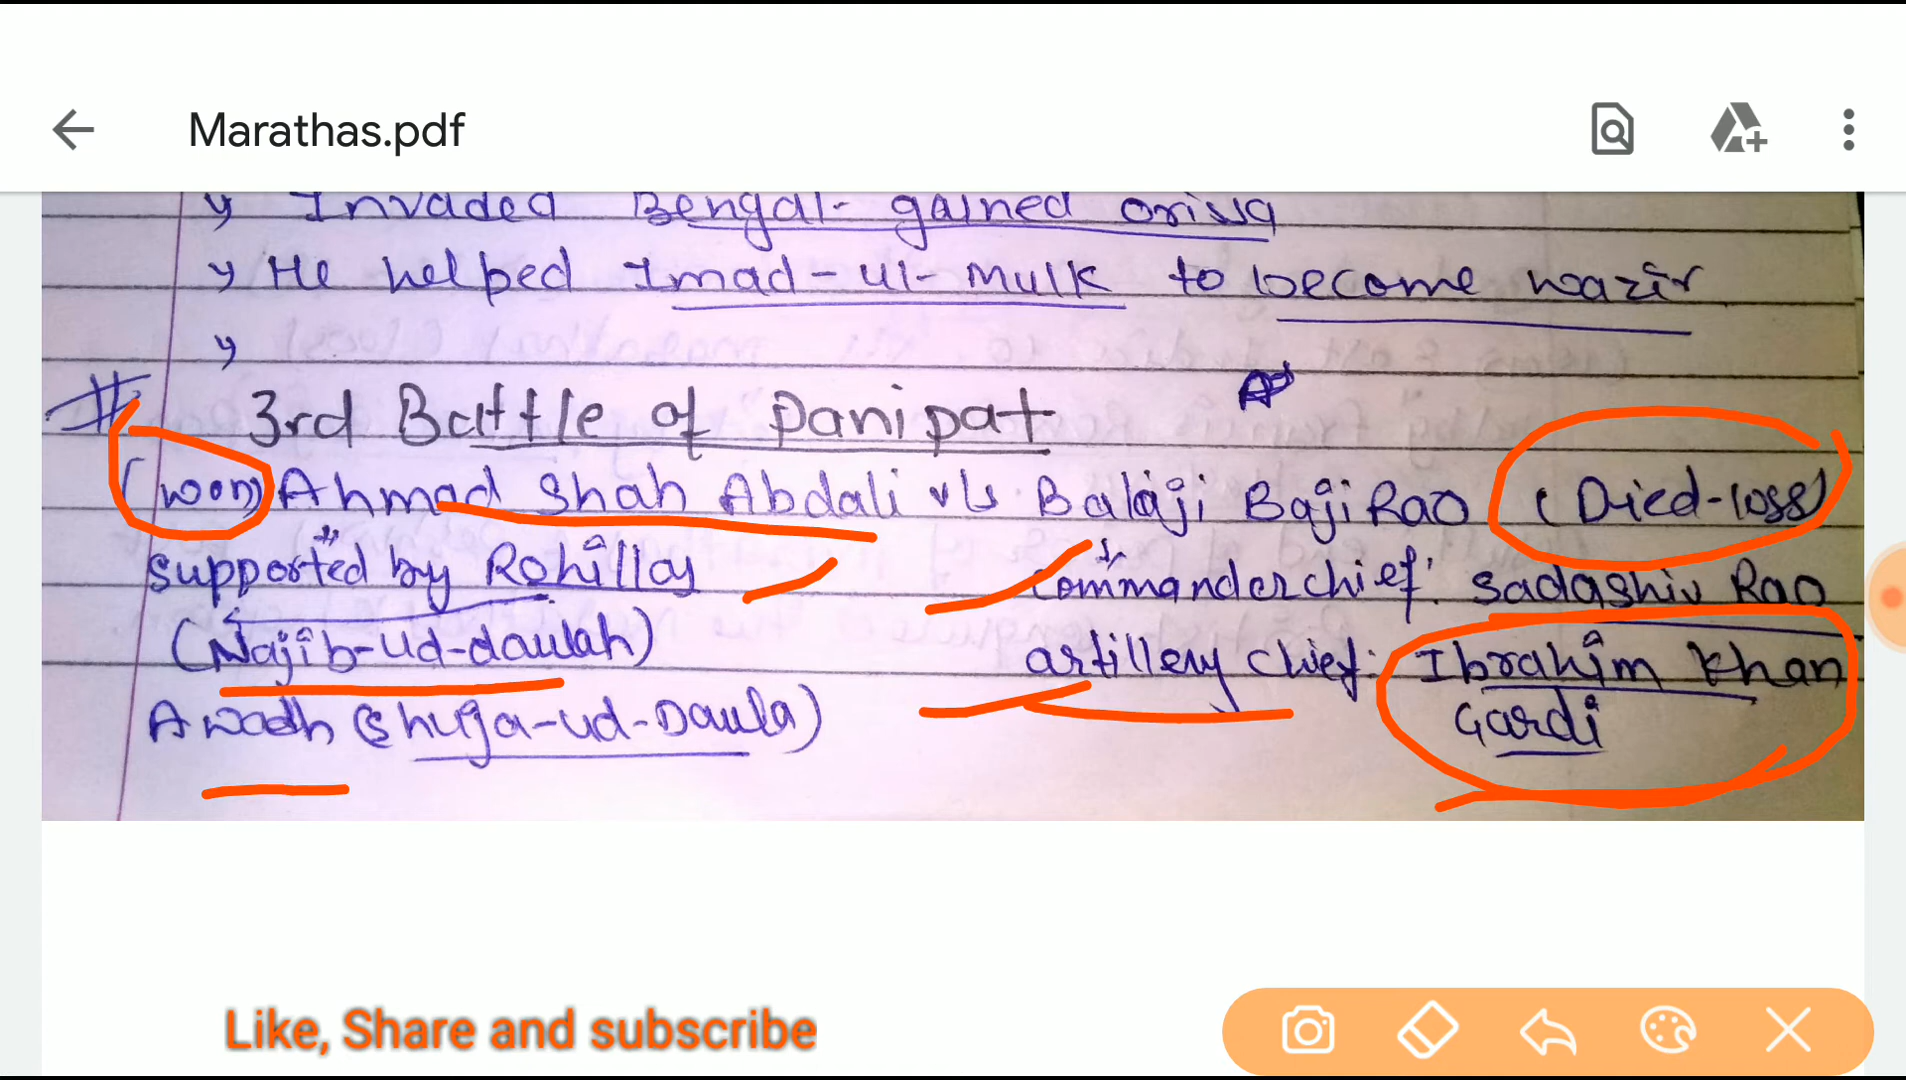 Marathas.pdf
Invaded Bengal- gained orissa
He helped Imad-ul-Mulk to become wazir
3rd Battle of Panipat
(won) Ahmad Shah Abdali v/s Balaji Baji Rao (Died-loss)
supported by Rohillas commander chief: Sadashiv Rao
(Najib-ud-daulah) artillery chief: Ibrahim Khan
Awadh (Shuja-ud-Daula) Gardi
Like, Share and subscribe